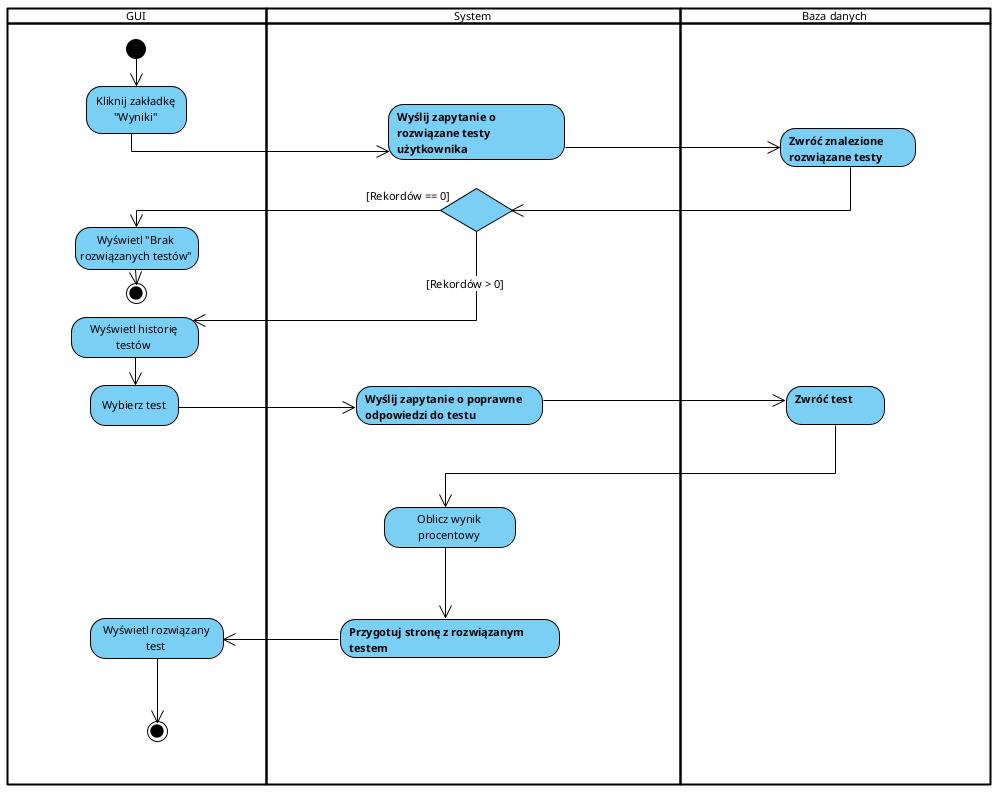 GUI
System
Baza danych
Kliknij zakładkę
"Wyniki"
Wyślij zapytanie o
rozwiązane testy
użytkownika
Zwróć znalezione
rozwiązane testy
[Rekordów == 0]
Wyświetl "Brak
rozwiązanych testów"
[Rekordów > 0]
Wyświetl historię
testów
Wybierz test
Wyślij zapytanie o poprawne
odpowiedzi do testu
Zwróć test
Oblicz wynik
procentowy
Wyświetl rozwiązany
test
Przygotuj stronę z rozwiązanym
testem